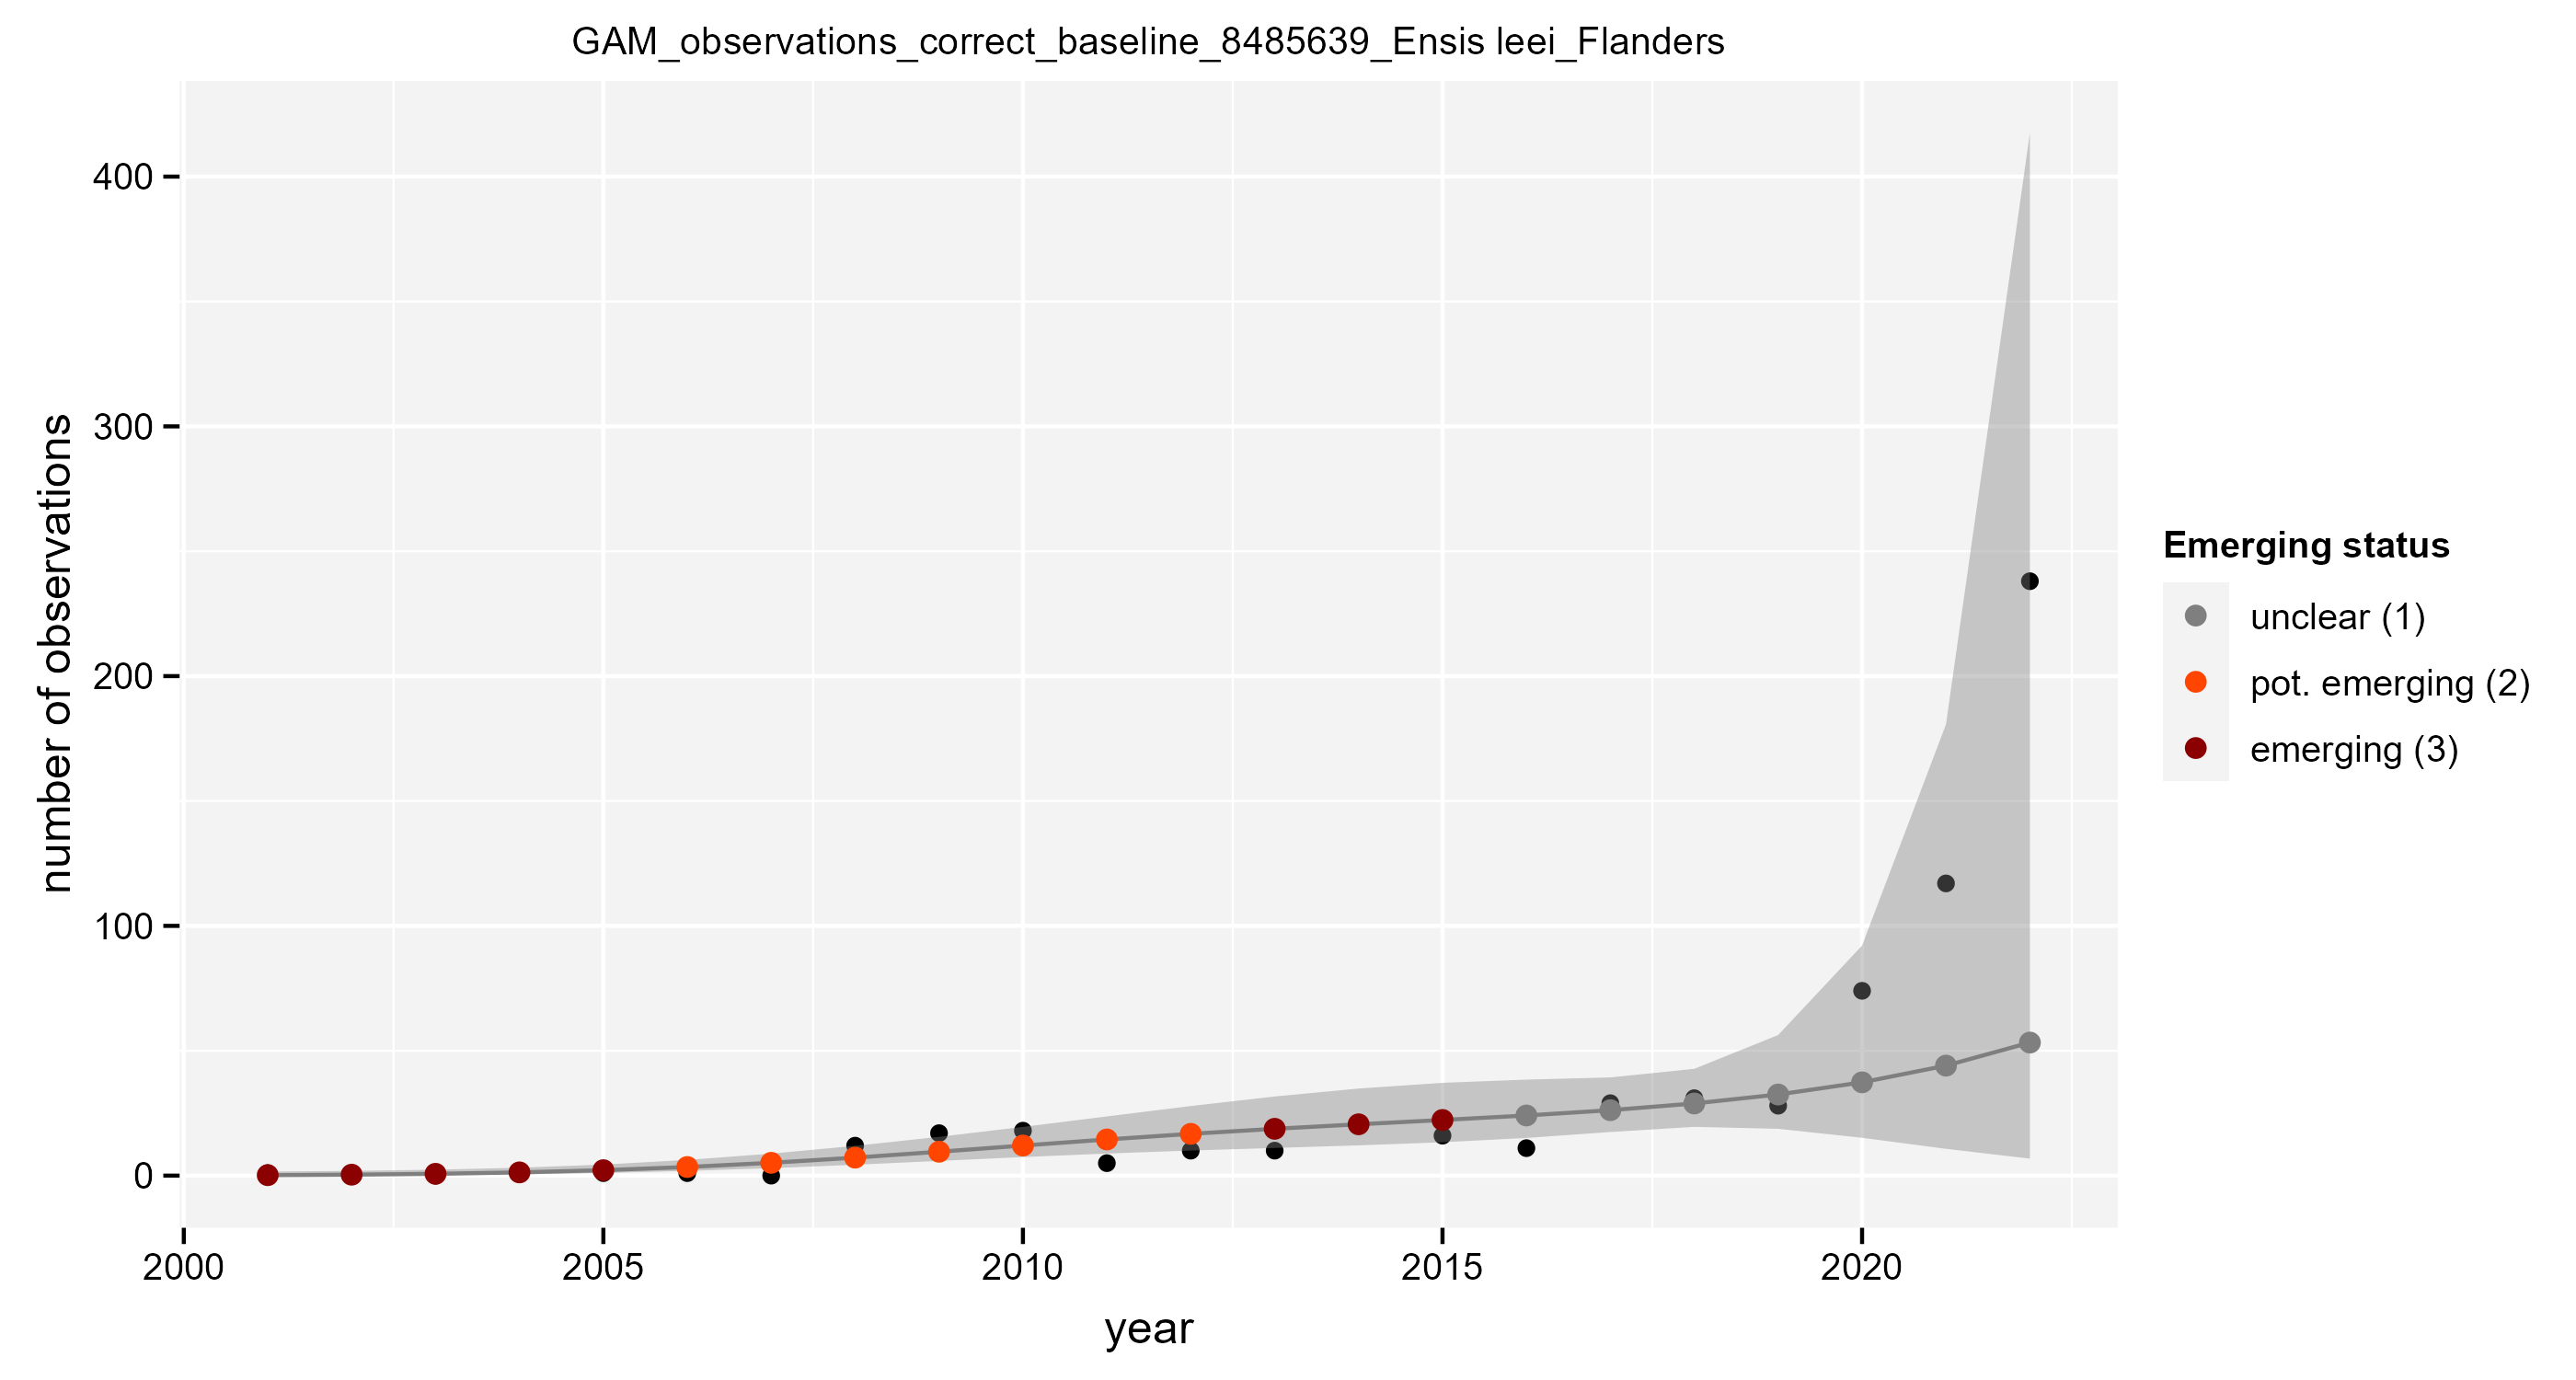 GAM_observations_correct_baseline_8485639_Ensis leei_Flanders
number of observations
400
300
200
100
0
2000
2005
2010
2015
2020
year
Emerging status
unclear (1)
pot. emerging (2)
emerging (3)